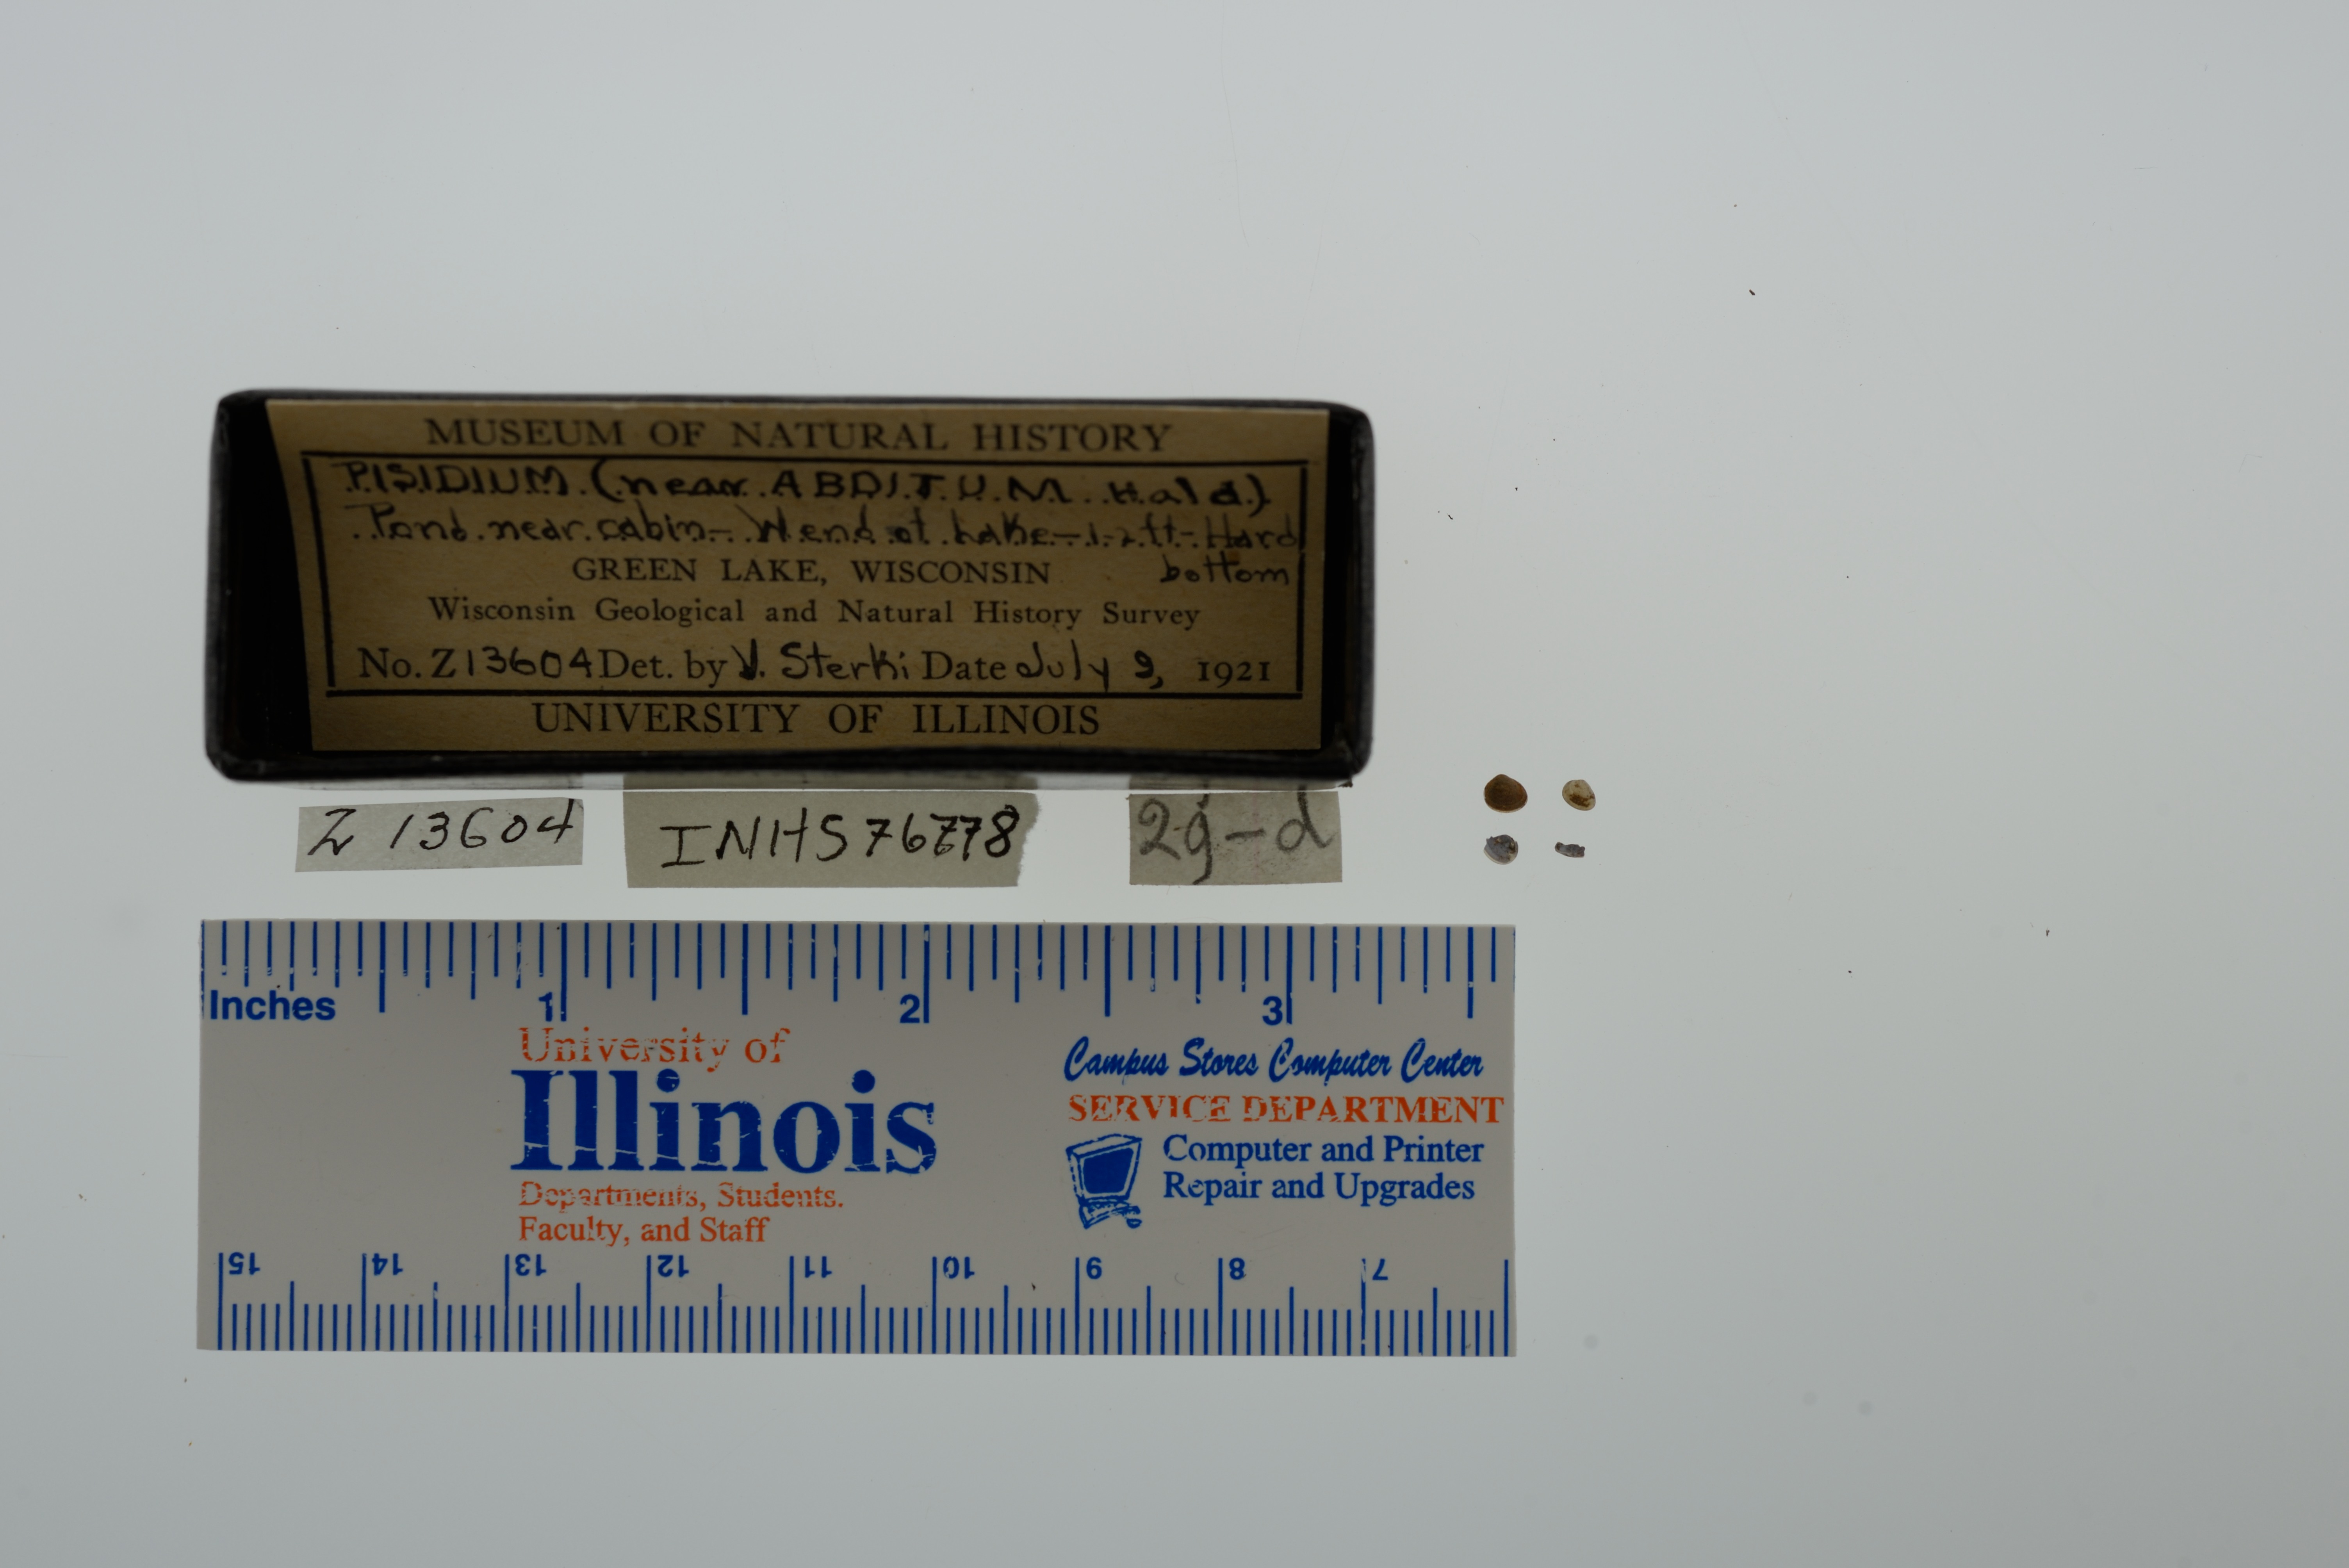 MUSEUM OF NATURAL HISTORY
PISIDIUM (near ABDITUM Hald.)
Pond near cabin - W end of Lake - 1-2 ft - Hard
bottom
GREEN LAKE, WISCONSIN
Wisconsin Geological and Natural History Survey
No. Z13604 Det. by V. Sterki Date July 9, 1921
UNIVERSITY OF ILLINOIS
Z 13604
INHS 76778
2g-d
Inches 1 2 3
University of
Illinois
Departments, Students.
Faculty, and Staff
Campus Stores Computer Center
SERVICE DEPARTMENT
Computer and Printer
Repair and Upgrades
15 14 13 12 11 10 9 8 7